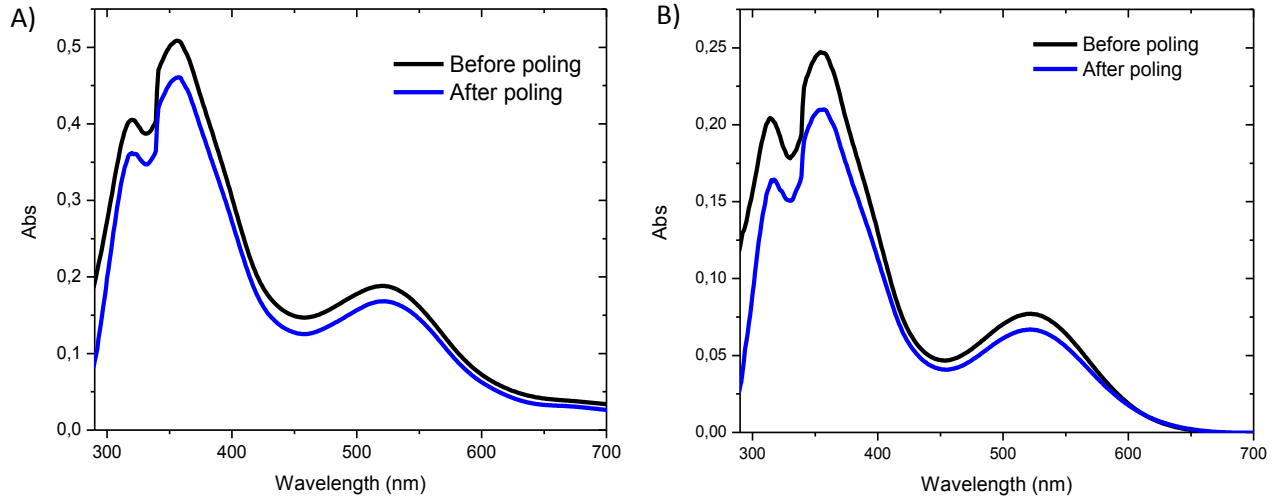 A)
Before poling
After poling
0,5
0,4
0,3
0,2
0,1
0,0
Abs
300 400 500 600 700
Wavelength (nm)
B)
Before poling
After poling
0,25
0,20
0,15
0,10
0,05
0,00
Abs
300 400 500 600 700
Wavelength (nm)